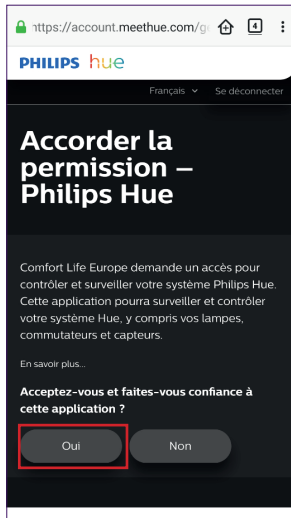 https://account.meethue.com/g
4
PHILIPS hue
Français Se déconnecter
Accorder la
permission –
Philips Hue
Comfort Life Europe demande un accès pour
contrôler et surveiller votre système Philips Hue.
Cette application pourra surveiller et contrôler
votre système Hue, y compris vos lampes,
commutateurs et capteurs.
En savoir plus...
Acceptez-vous et faites-vous confiance à
cette application ?
Oui Non